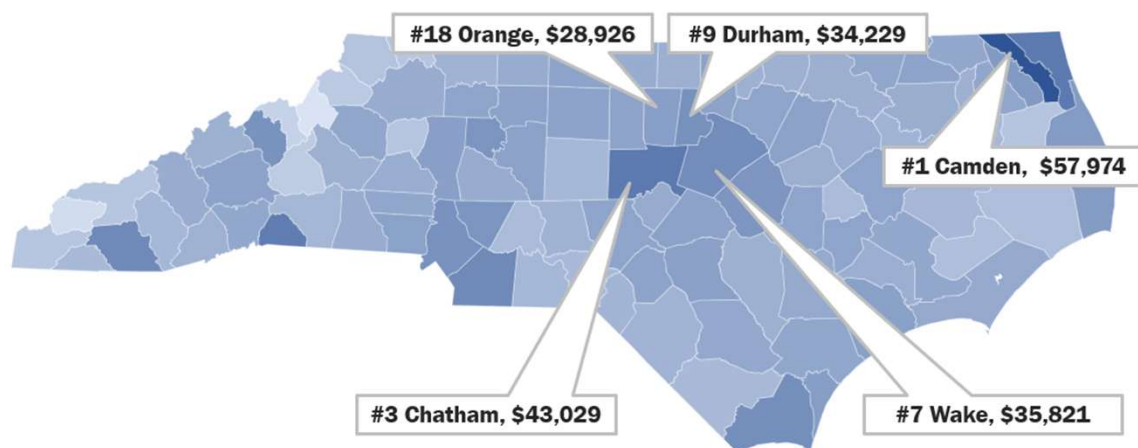 #18 Orange, $28,926
#9 Durham, $34,229
#1 Camden, $57,974
#3 Chatham, $43,029
#7 Wake, $35,821